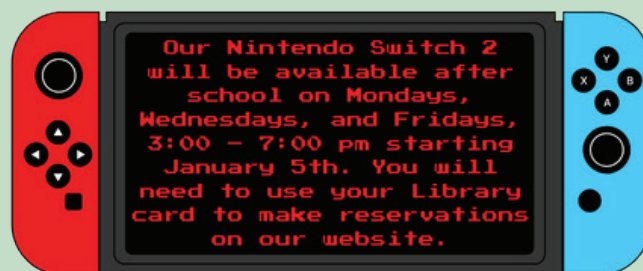 Our Nintendo Switch 2
will be available after
school on Mondays,
Wednesdays, and Fridays,
3:00 - 7:00 pm starting
January 5th. You will
need to use your Library
card to make reservations
on our website.
Y
X B
A